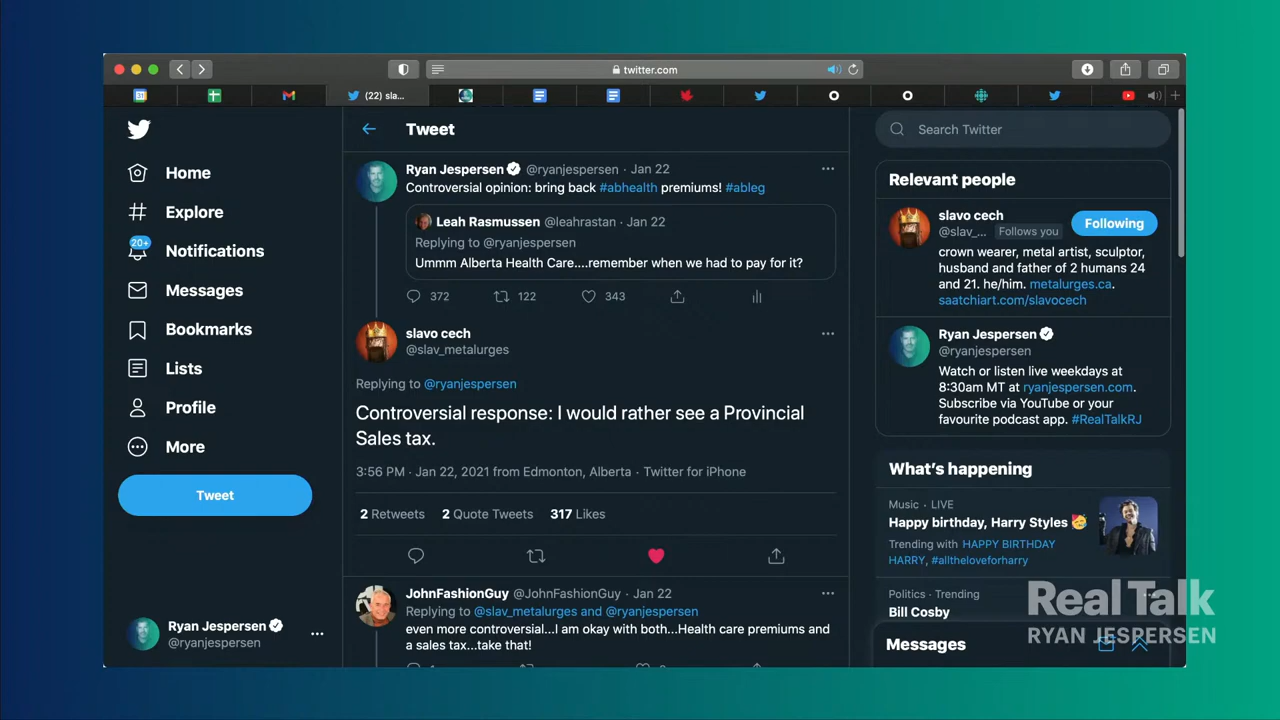 twitter.com
31
(22) sla...
Tweet
Search Twitter
Home
Explore
20+
Notifications
Messages
Bookmarks
Lists
Profile
More
Tweet
Ryan Jespersen
@ryanjespersen
Ryan Jespersen @ryanjespersen · Jan 22
Controversial opinion: bring back #abhealth premiums! #ableg
Leah Rasmussen @leahrastan · Jan 22
Replying to @ryanjespersen
Ummm Alberta Health Care....remember when we had to pay for it?
372 122 343
slavo cech
@slav_metalurges
Replying to @ryanjespersen
Controversial response: I would rather see a Provincial
Sales tax.
3:56 PM · Jan 22, 2021 from Edmonton, Alberta · Twitter for iPhone
2 Retweets 2 Quote Tweets 317 Likes
JohnFashionGuy @JohnFashionGuy · Jan 22
Replying to @slav_metalurges and @ryanjespersen
even more controversial...I am okay with both...Health care premiums and
a sales tax...take that!
Relevant people
slavo cech
@slav_... Follows you
Following
crown wearer, metal artist, sculptor,
husband and father of 2 humans 24
and 21. he/him. metalurges.ca.
saatchiart.com/slavocech
Ryan Jespersen
@ryanjespersen
Watch or listen live weekdays at
8:30am MT at ryanjespersen.com.
Subscribe via YouTube or your
favourite podcast app. #RealTalkRJ
What's happening
Music · LIVE
Happy birthday, Harry Styles 🥳
Trending with HAPPY BIRTHDAY
HARRY, #alltheloveforharry
Politics · Trending
Bill Cosby
Messages
Real Talk
RYAN JESPERSEN